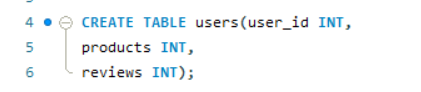 4 CREATE TABLE users(user_id INT,
5 products INT,
6 reviews INT);